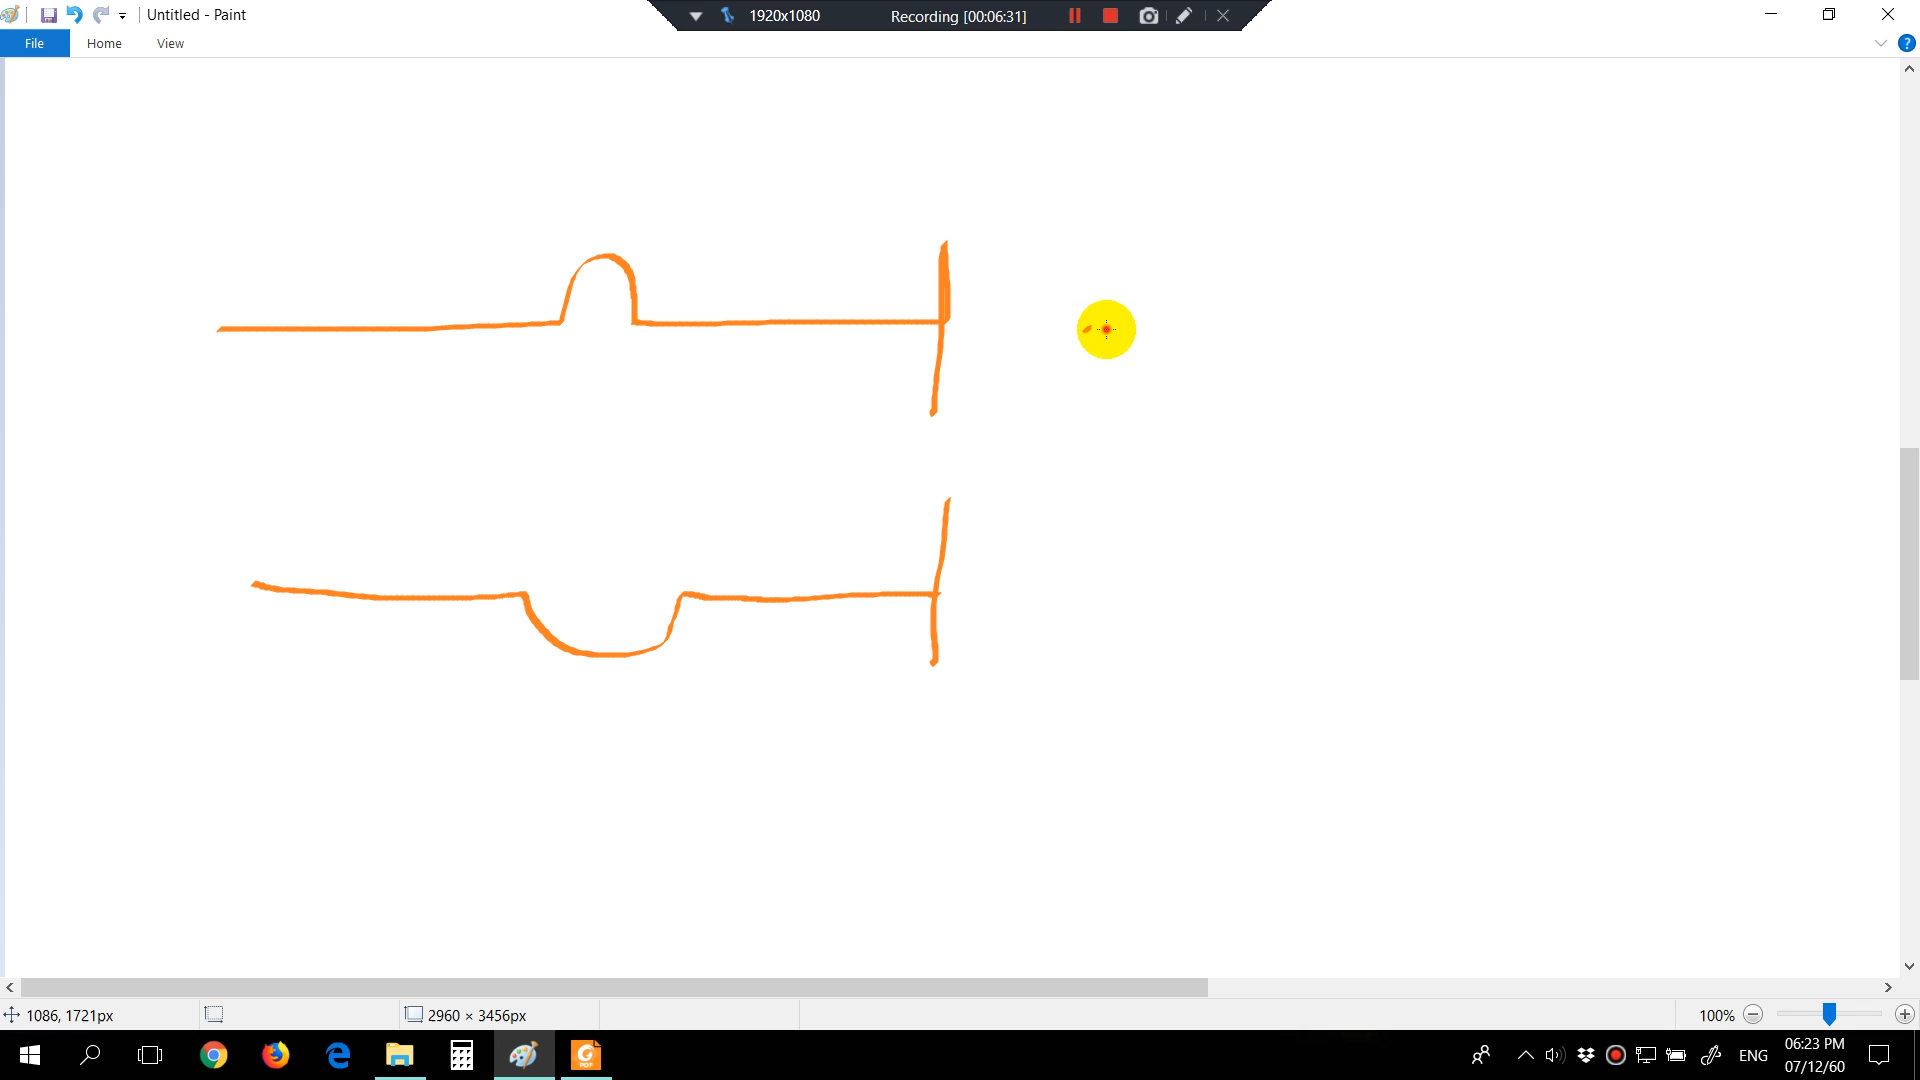 Untitled - Paint
1920x1080
Recording [00:06:31]
File
Home
View
1086, 1721px
2960 × 3456px
100%
PDF
ENG
06:23 PM
07/12/60